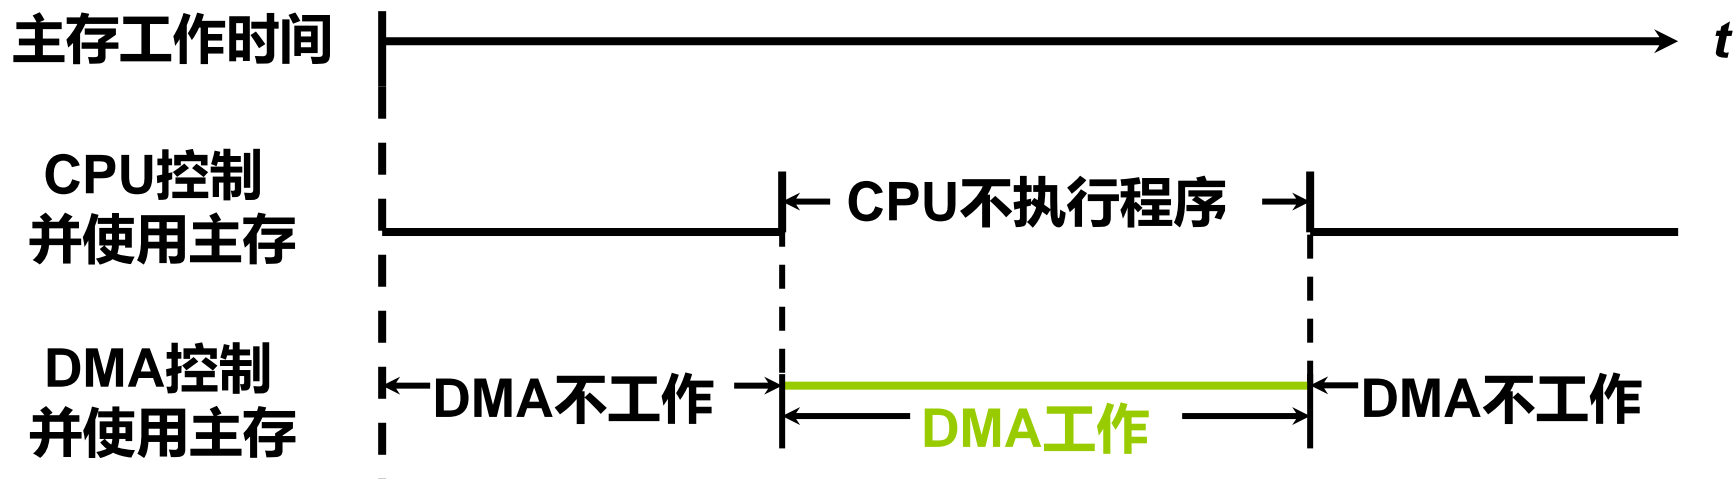 主存工作时间
t
CPU控制
并使用主存
CPU不执行程序
DMA控制
并使用主存
DMA不工作
DMA工作
DMA不工作